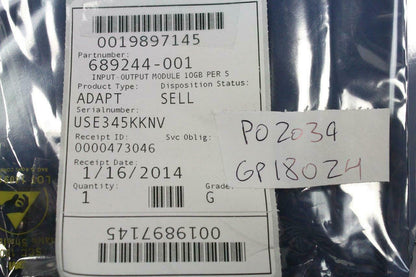 0019897145
Partnumber:
689244-001
INPUT-OUTPUT MODULE 10GB PER S
Product Type: Disposition Status:
ADAPT SELL
Serialnumber:
USE345KKNV
Receipt ID: Svc Oblig:
0000473046
Receipt Date:
1/16/2014
Quantity: Grade:
1 G
0019897145
PO2039
GP18024